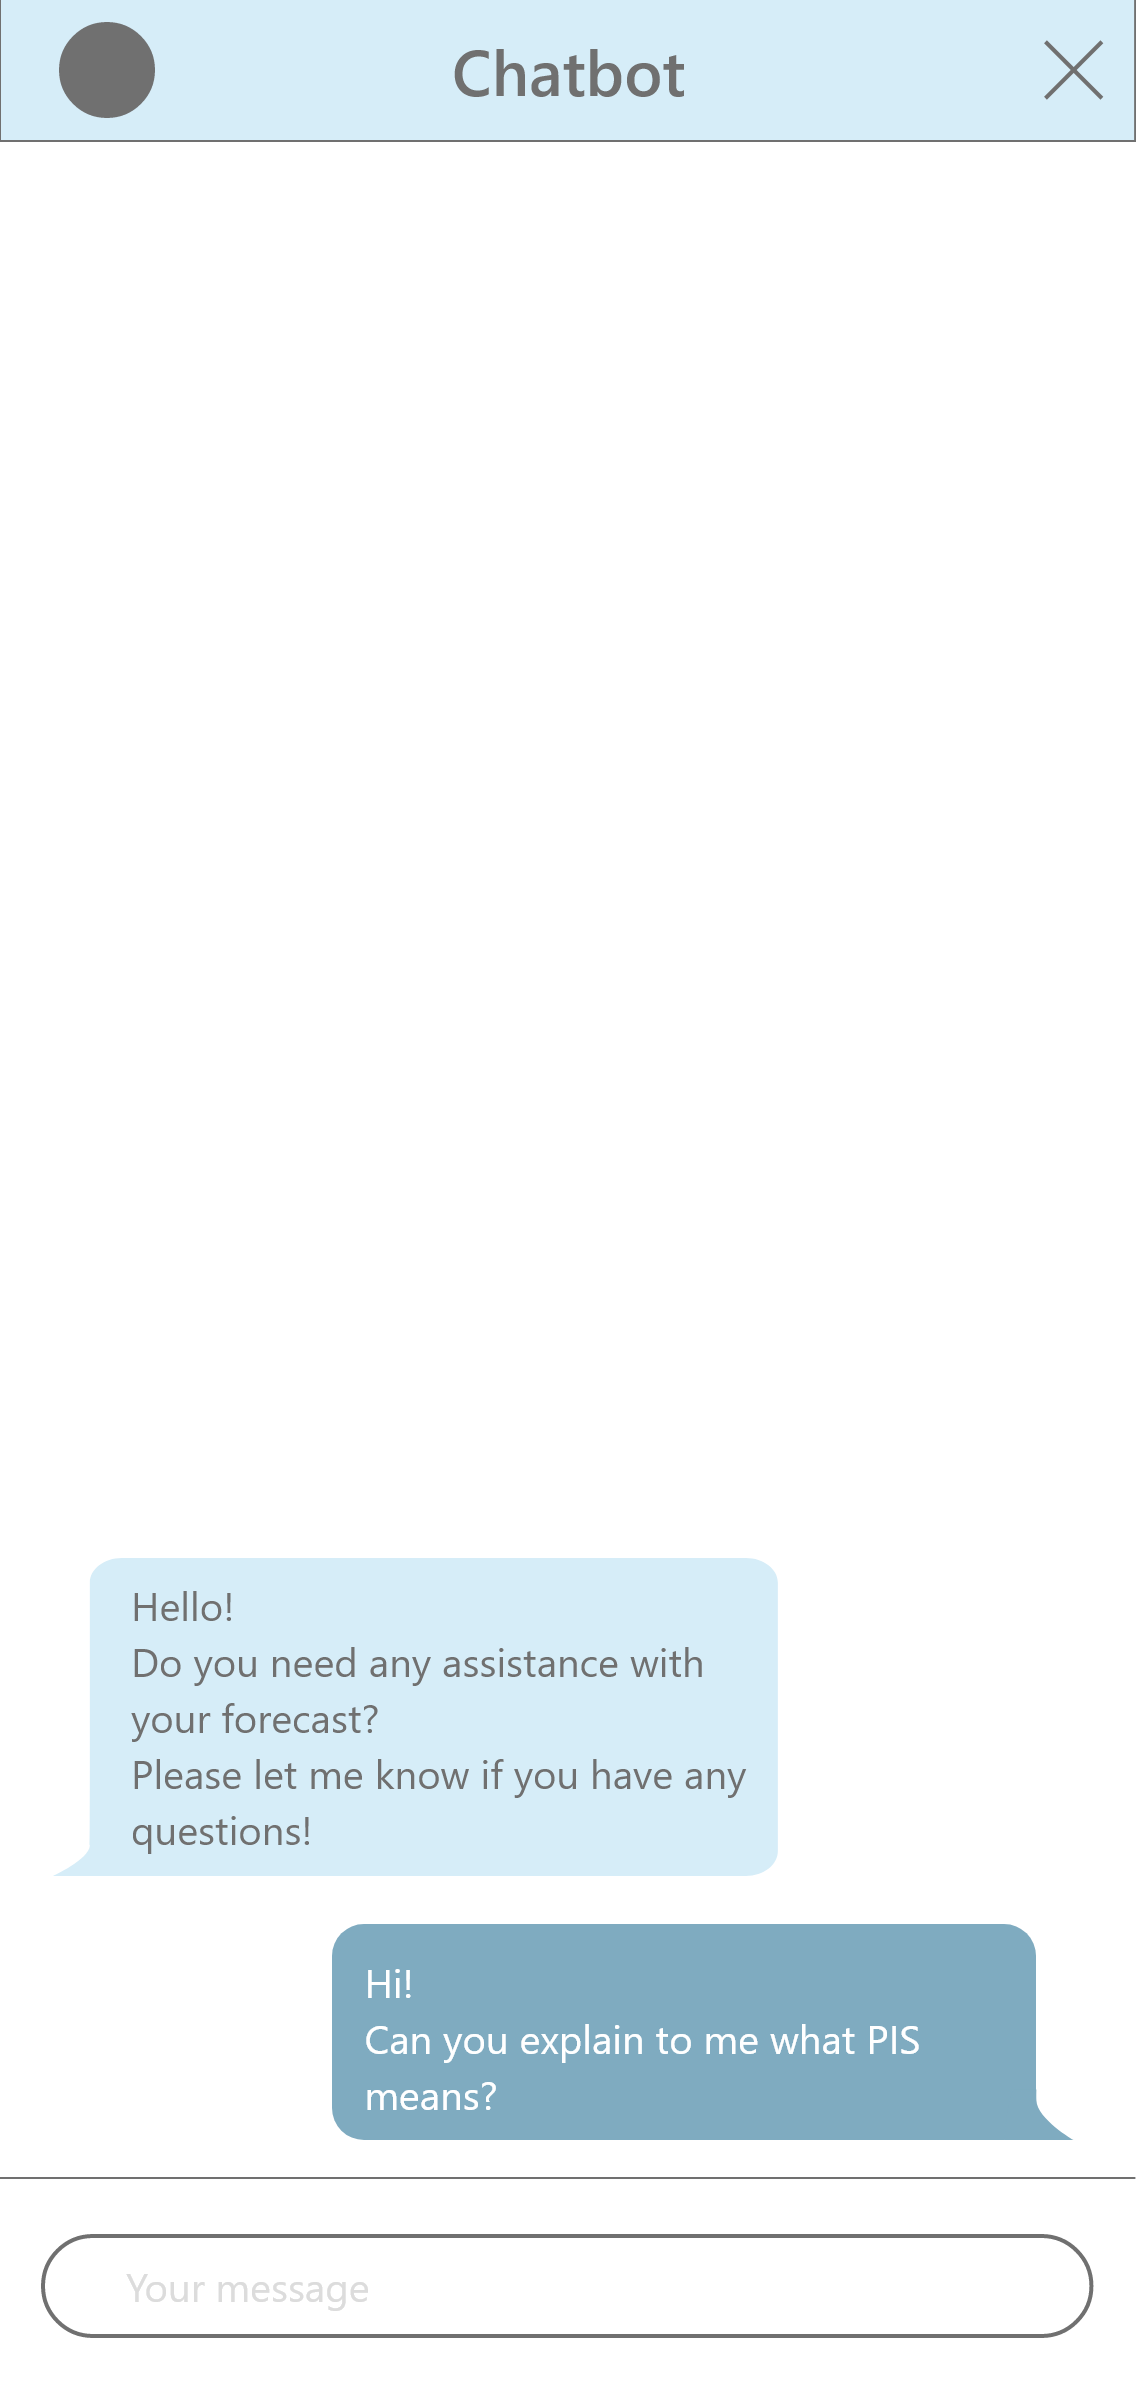 Chatbot
Hello!
Do you need any assistance with
your forecast?
Please let me know if you have any
questions!
Hi!
Can you explain to me what PIS
means?
Your message